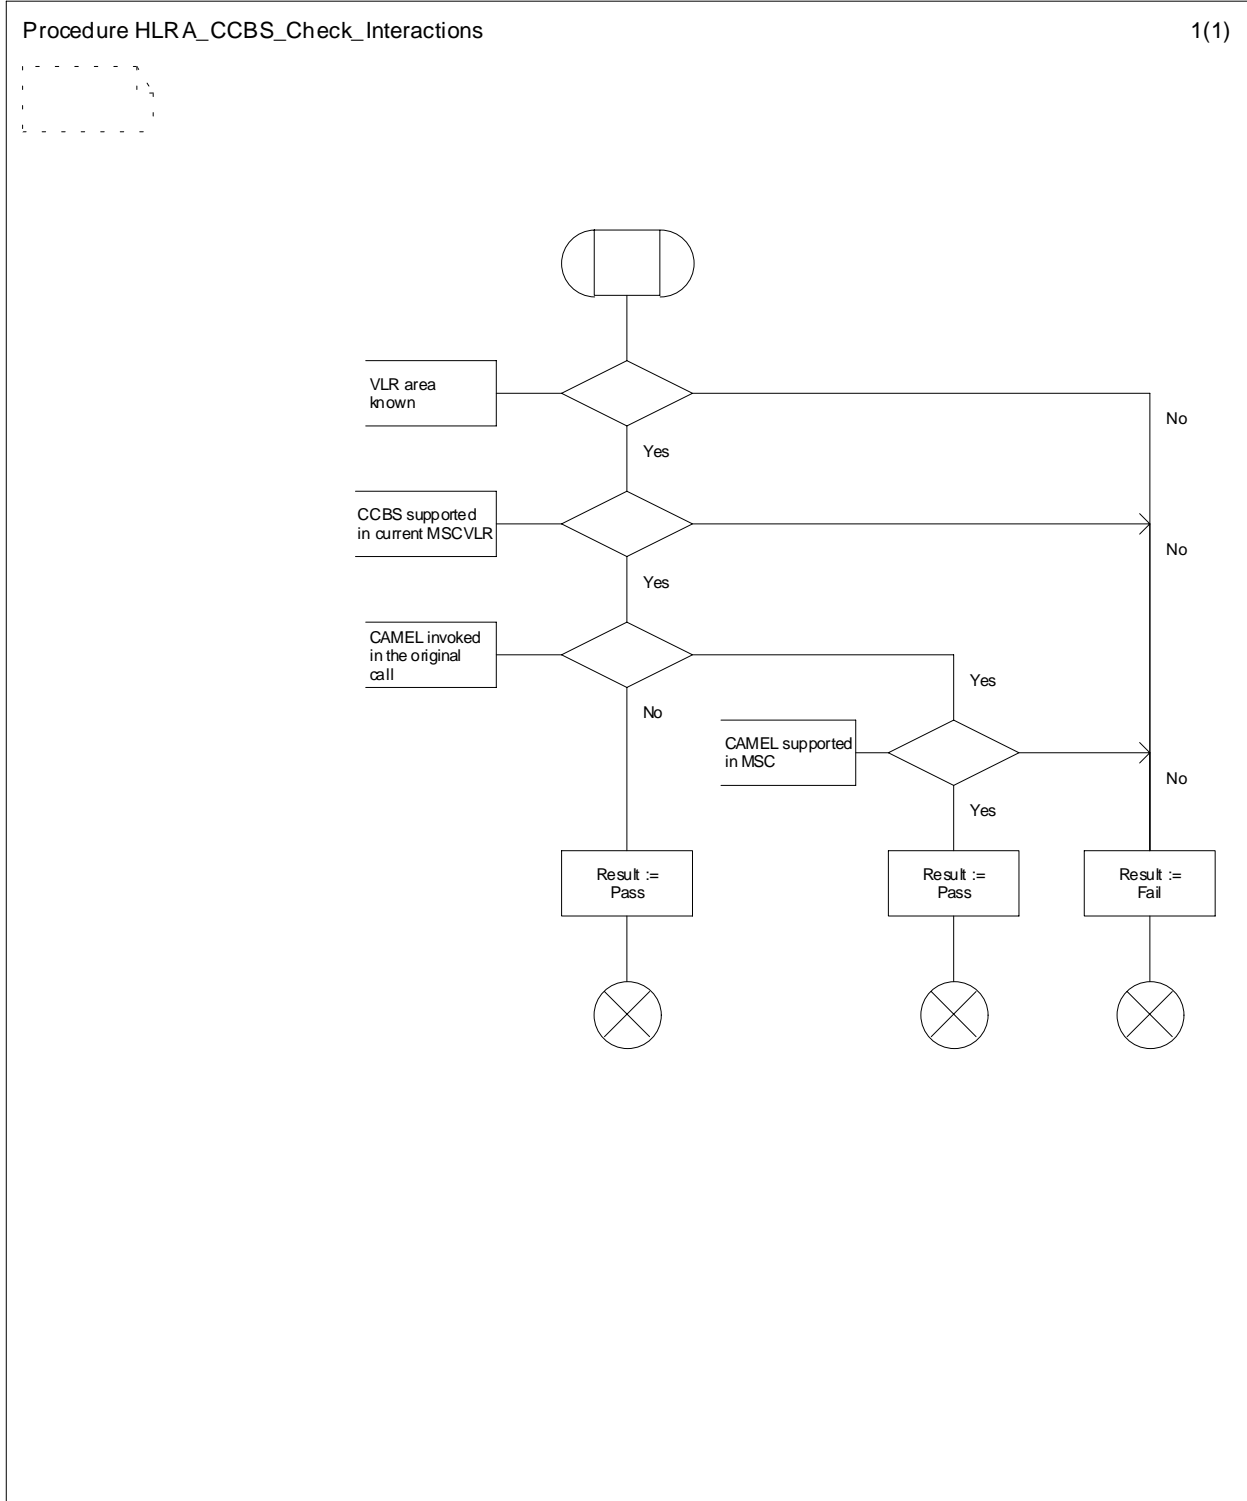 Procedure HLRA_CCBS_Check_Interactions
1(1)
VLR area
known
No
Yes
CCBS supported
in current MSCVLR
No
Yes
CAMEL invoked
in the original
call
Yes
No
CAMEL supported
in MSC
No
Yes
Result :=
Pass
Result :=
Pass
Result :=
Fail